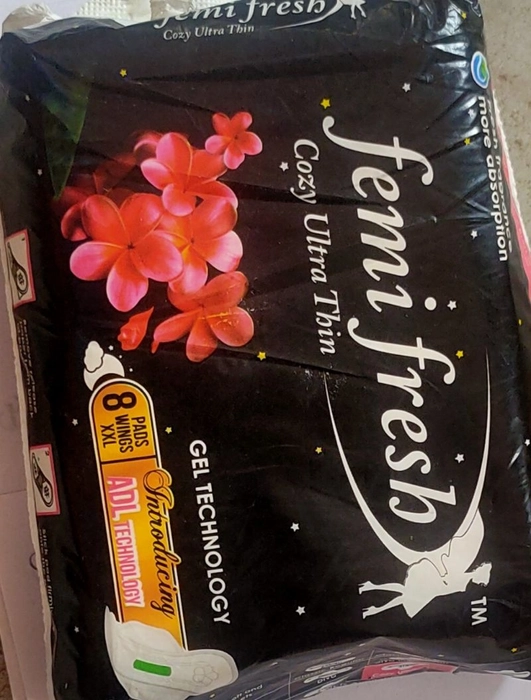 femi fresh
Cozy Ultra Thin
more absorption
femi fresh
TM
Cozy Ultra Thin
GEL TECHNOLOGY
8 PADS
WINGS
XXL
Introducing
ADL TECHNOLOGY